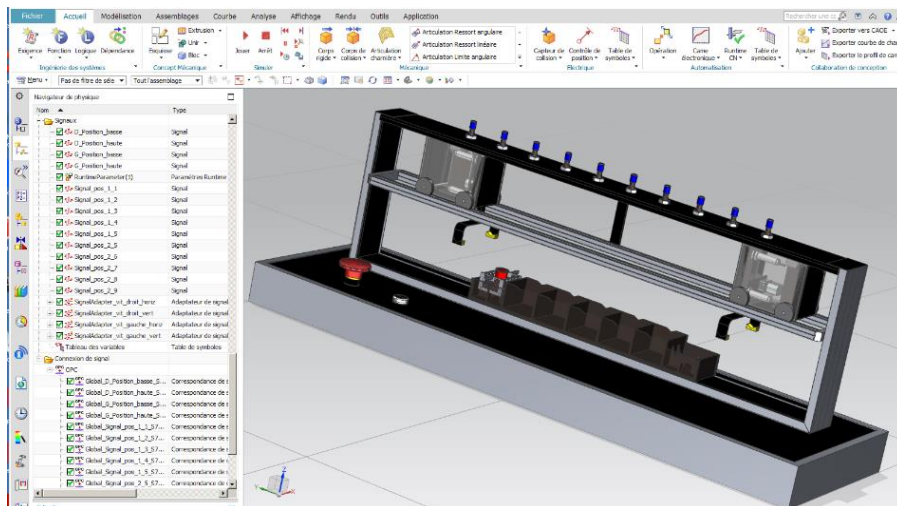 Fichier Accueil Modélisation Assemblages Courbe Analyse Affichage Rendu Outils Application
Exigence Fonction Logique Dépendance
Esquisse
Extrusion
Unir
Bloc
Jouer Arrêt
Corps rigide
Corps de collision
Articulation charnière
Articulation Ressort angulaire
Articulation Ressort linéaire
Articulation Limite angulaire
Capteur de collision
Contrôle de position
Table de symboles
Opération
Came électronique
Runtime CN
Table de symboles
Ajouter
Exporter vers CAOE
Exporter courbe de cha
Exporter le profil de can
Ingénierie des systèmes Concept Mécanique Simuler Mécanique Electrique Automatisation Collaboration de conception
Menu Pas de filtre de séle Tout l'assemblage
Navigateur de physique
Nom Type
Signaux
D_Position_basse Signal
D_Position_haute Signal
G_Position_basse Signal
G_Position_haute Signal
RuntimeParameter(1) Paramètres Runtime
Signal_pos_1_1 Signal
Signal_pos_1_2 Signal
Signal_pos_1_3 Signal
Signal_pos_1_4 Signal
Signal_pos_1_5 Signal
Signal_pos_2_5 Signal
Signal_pos_2_6 Signal
Signal_pos_2_7 Signal
Signal_pos_2_8 Signal
Signal_pos_2_9 Signal
SignalAdapter_vit_droit_horiz Adaptateur de signal
SignalAdapter_vit_droit_vert Adaptateur de signal
SignalAdapter_vit_gauche_horiz Adaptateur de signal
SignalAdapter_vit_gauche_vert Adaptateur de signal
Tableau des variables Table de symboles
Connexion de signal
OPC
Global_D_Position_basse_S... Correspondance de s
Global_D_Position_haute_S... Correspondance de s
Global_G_Position_basse_S... Correspondance de s
Global_G_Position_haute_S... Correspondance de s
Global_Signal_pos_1_1_S7... Correspondance de s
Global_Signal_pos_1_2_S7... Correspondance de s
Global_Signal_pos_1_3_S7... Correspondance de s
Global_Signal_pos_1_4_S7... Correspondance de s
Global_Signal_pos_1_5_S7... Correspondance de s
Global_Signal_pos_2_5_S7... Correspondance de s